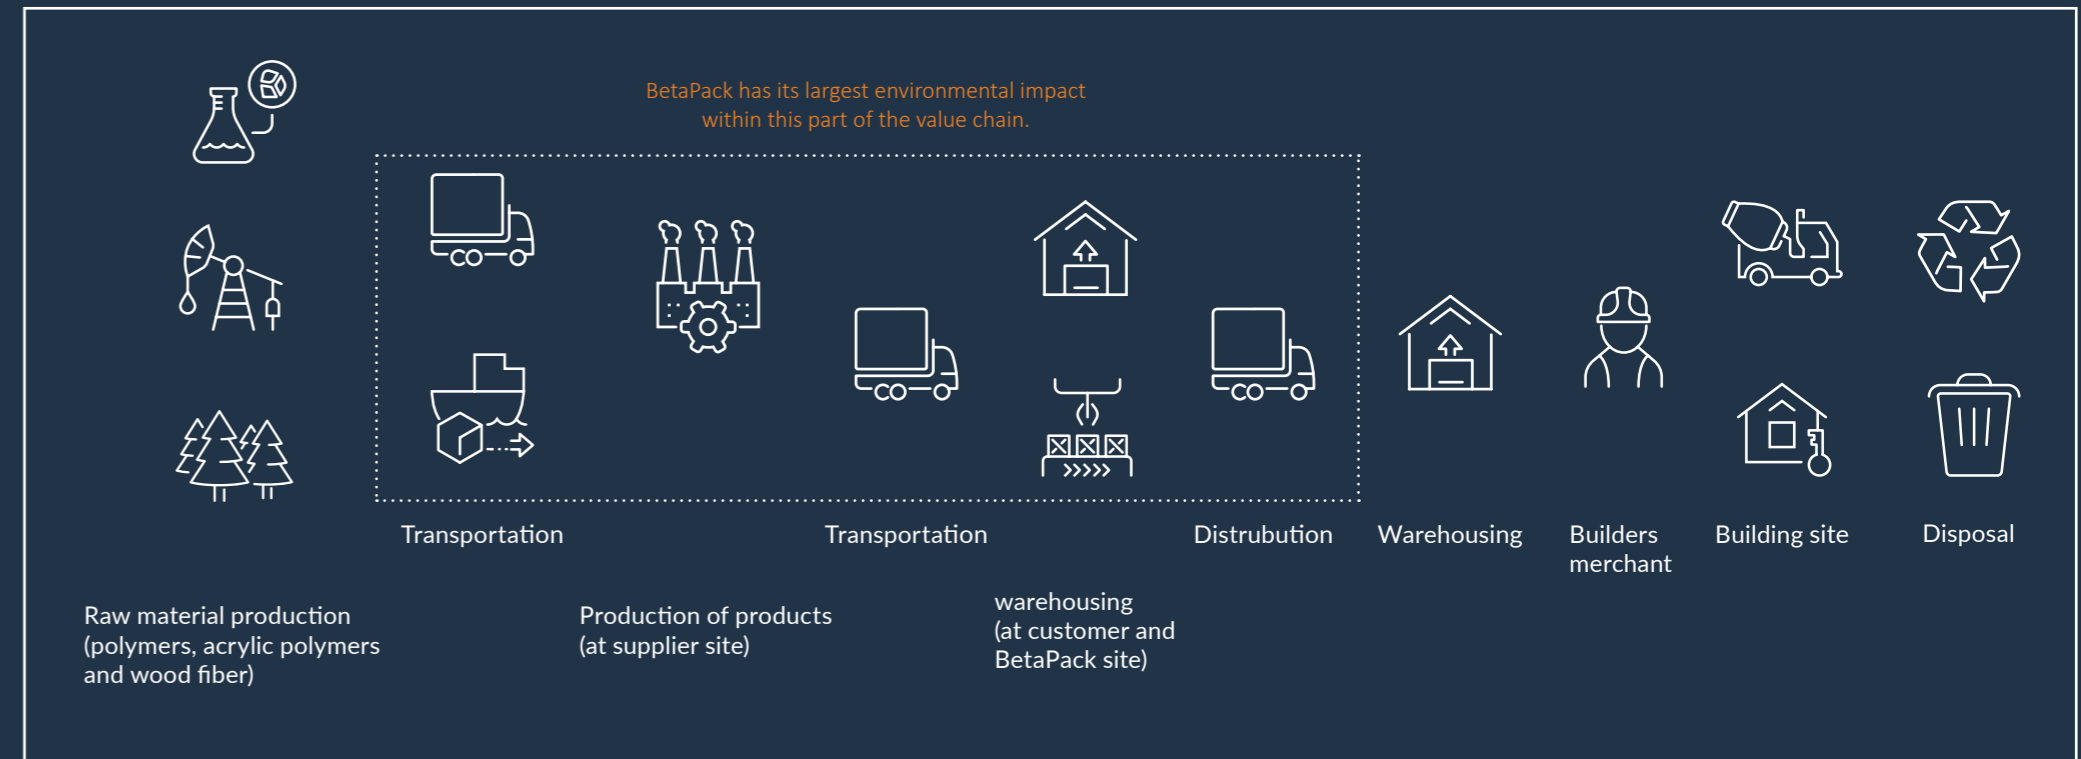 BetaPack has its largest environmental impact
within this part of the value chain.
Transportation
Transportation
Distrubution
Warehousing
Builders
merchant
Building site
Disposal
Raw material production
(polymers, acrylic polymers
and wood fiber)
Production of products
(at supplier site)
warehousing
(at customer and
BetaPack site)